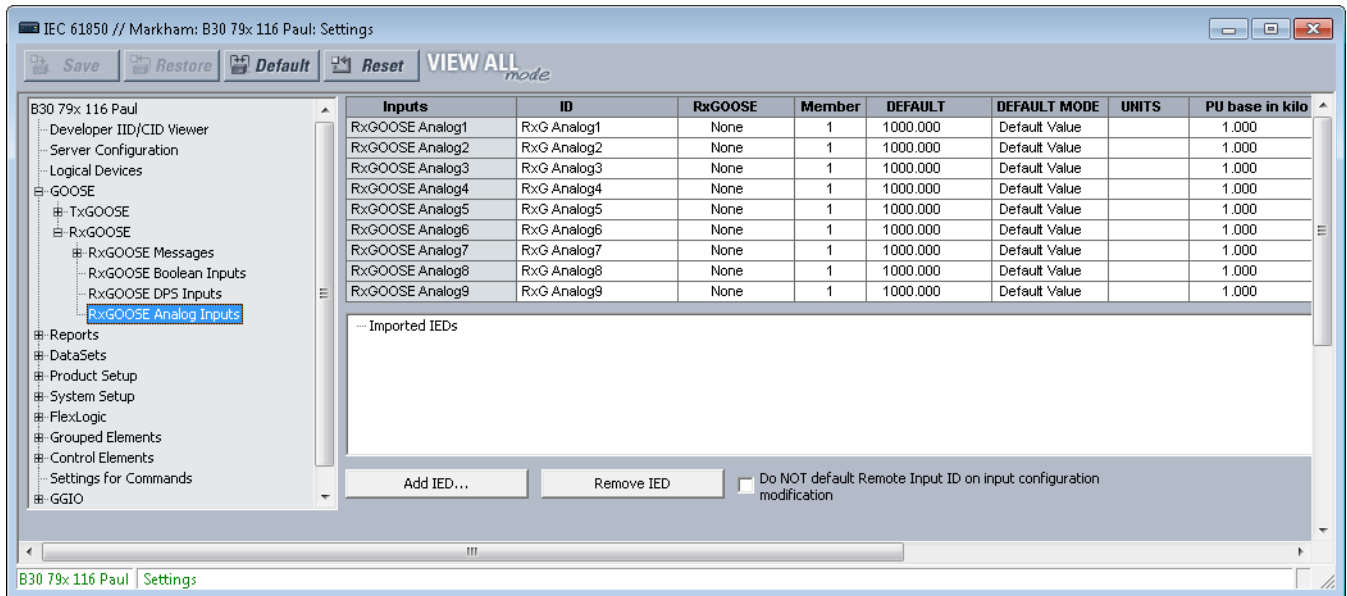 IEC 61850 // Markham: B30 79x 116 Paul: Settings
Save Restore Default Reset VIEW ALL mode
B30 79x 116 Paul
Developer IID/CID Viewer
Server Configuration
Logical Devices
GOOSE
TxGOOSE
RxGOOSE
RxGOOSE Messages
RxGOOSE Boolean Inputs
RxGOOSE DPS Inputs
RxGOOSE Analog Inputs
Reports
DataSets
Product Setup
System Setup
FlexLogic
Grouped Elements
Control Elements
Settings for Commands
GGIO
Inputs ID RxGOOSE Member DEFAULT DEFAULT MODE UNITS PU base in kilo
RxGOOSE Analog1 RxG Analog1 None 1 1000.000 Default Value 1.000
RxGOOSE Analog2 RxG Analog2 None 1 1000.000 Default Value 1.000
RxGOOSE Analog3 RxG Analog3 None 1 1000.000 Default Value 1.000
RxGOOSE Analog4 RxG Analog4 None 1 1000.000 Default Value 1.000
RxGOOSE Analog5 RxG Analog5 None 1 1000.000 Default Value 1.000
RxGOOSE Analog6 RxG Analog6 None 1 1000.000 Default Value 1.000
RxGOOSE Analog7 RxG Analog7 None 1 1000.000 Default Value 1.000
RxGOOSE Analog8 RxG Analog8 None 1 1000.000 Default Value 1.000
RxGOOSE Analog9 RxG Analog9 None 1 1000.000 Default Value 1.000
Imported IEDs
Add IED... Remove IED Do NOT default Remote Input ID on input configuration
modification
B30 79x 116 Paul Settings